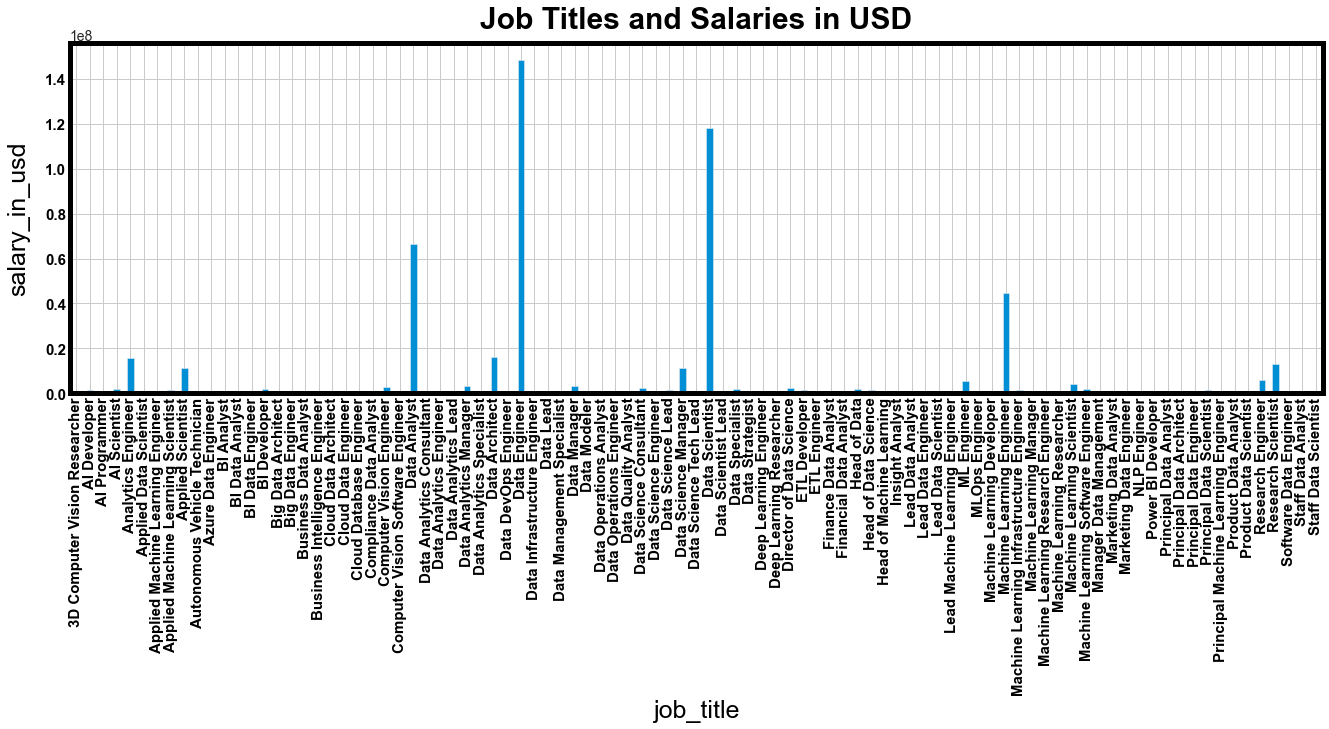 Job Titles and Salaries in USD
1e8
1.4
1.2
1.0
0.8
0.6
0.4
0.2
0.0
salary_in_usd
3D Computer Vision Researcher
AI Developer
AI Programmer
AI Scientist
Analytics Engineer
Applied Data Scientist
Applied Machine Learning Engineer
Applied Machine Learning Scientist
Applied Scientist
Autonomous Vehicle Technician
Azure Data Engineer
BI Analyst
BI Data Analyst
BI Data Engineer
BI Developer
Big Data Architect
Big Data Engineer
Business Data Analyst
Business Intelligence Engineer
Cloud Data Architect
Cloud Data Engineer
Cloud Database Engineer
Compliance Data Analyst
Computer Vision Engineer
Computer Vision Software Engineer
Data Analyst
Data Analytics Consultant
Data Analytics Engineer
Data Analytics Lead
Data Analytics Manager
Data Analytics Specialist
Data Architect
Data DevOps Engineer
Data Engineer
Data Infrastructure Engineer
Data Lead
Data Management Specialist
Data Manager
Data Modeler
Data Operations Analyst
Data Operations Engineer
Data Quality Analyst
Data Science Consultant
Data Science Engineer
Data Science Lead
Data Science Manager
Data Science Tech Lead
Data Scientist
Data Scientist Lead
Data Specialist
Data Strategist
Deep Learning Engineer
Deep Learning Researcher
Director of Data Science
ETL Developer
ETL Engineer
Finance Data Analyst
Financial Data Analyst
Head of Data
Head of Data Science
Head of Machine Learning
Insight Analyst
Lead Data Analyst
Lead Data Engineer
Lead Data Scientist
Lead Machine Learning Engineer
ML Engineer
MLOps Engineer
Machine Learning Developer
Machine Learning Engineer
Machine Learning Infrastructure Engineer
Machine Learning Manager
Machine Learning Research Engineer
Machine Learning Researcher
Machine Learning Scientist
Machine Learning Software Engineer
Manager Data Management
Marketing Data Analyst
Marketing Data Engineer
NLP Engineer
Power BI Developer
Principal Data Analyst
Principal Data Architect
Principal Data Engineer
Principal Data Scientist
Principal Machine Learning Engineer
Product Data Analyst
Product Data Scientist
Research Engineer
Research Scientist
Software Data Engineer
Staff Data Analyst
Staff Data Scientist
job_title